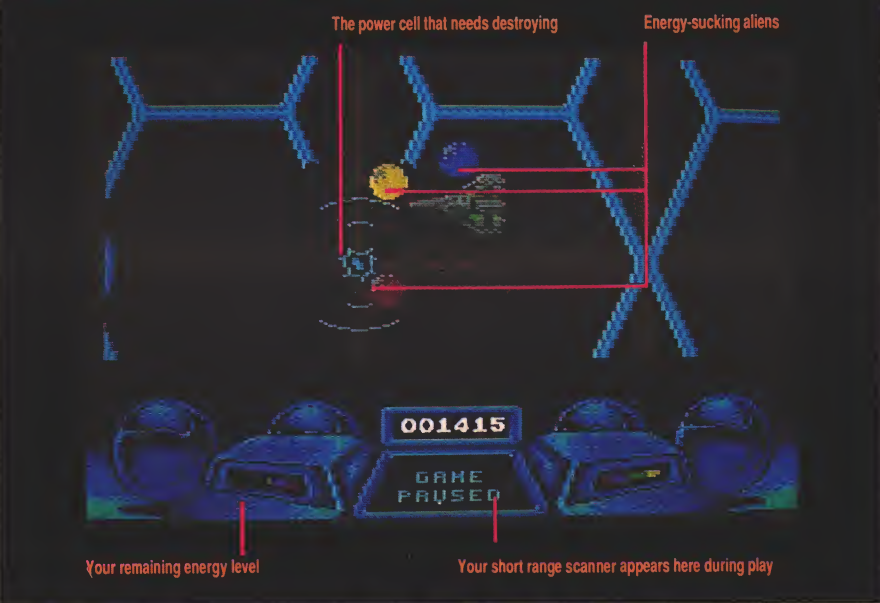 The power cell that needs destroying
Energy-sucking aliens
001415
GAME
PAUSED
Your remaining energy level
Your short range scanner appears here during play